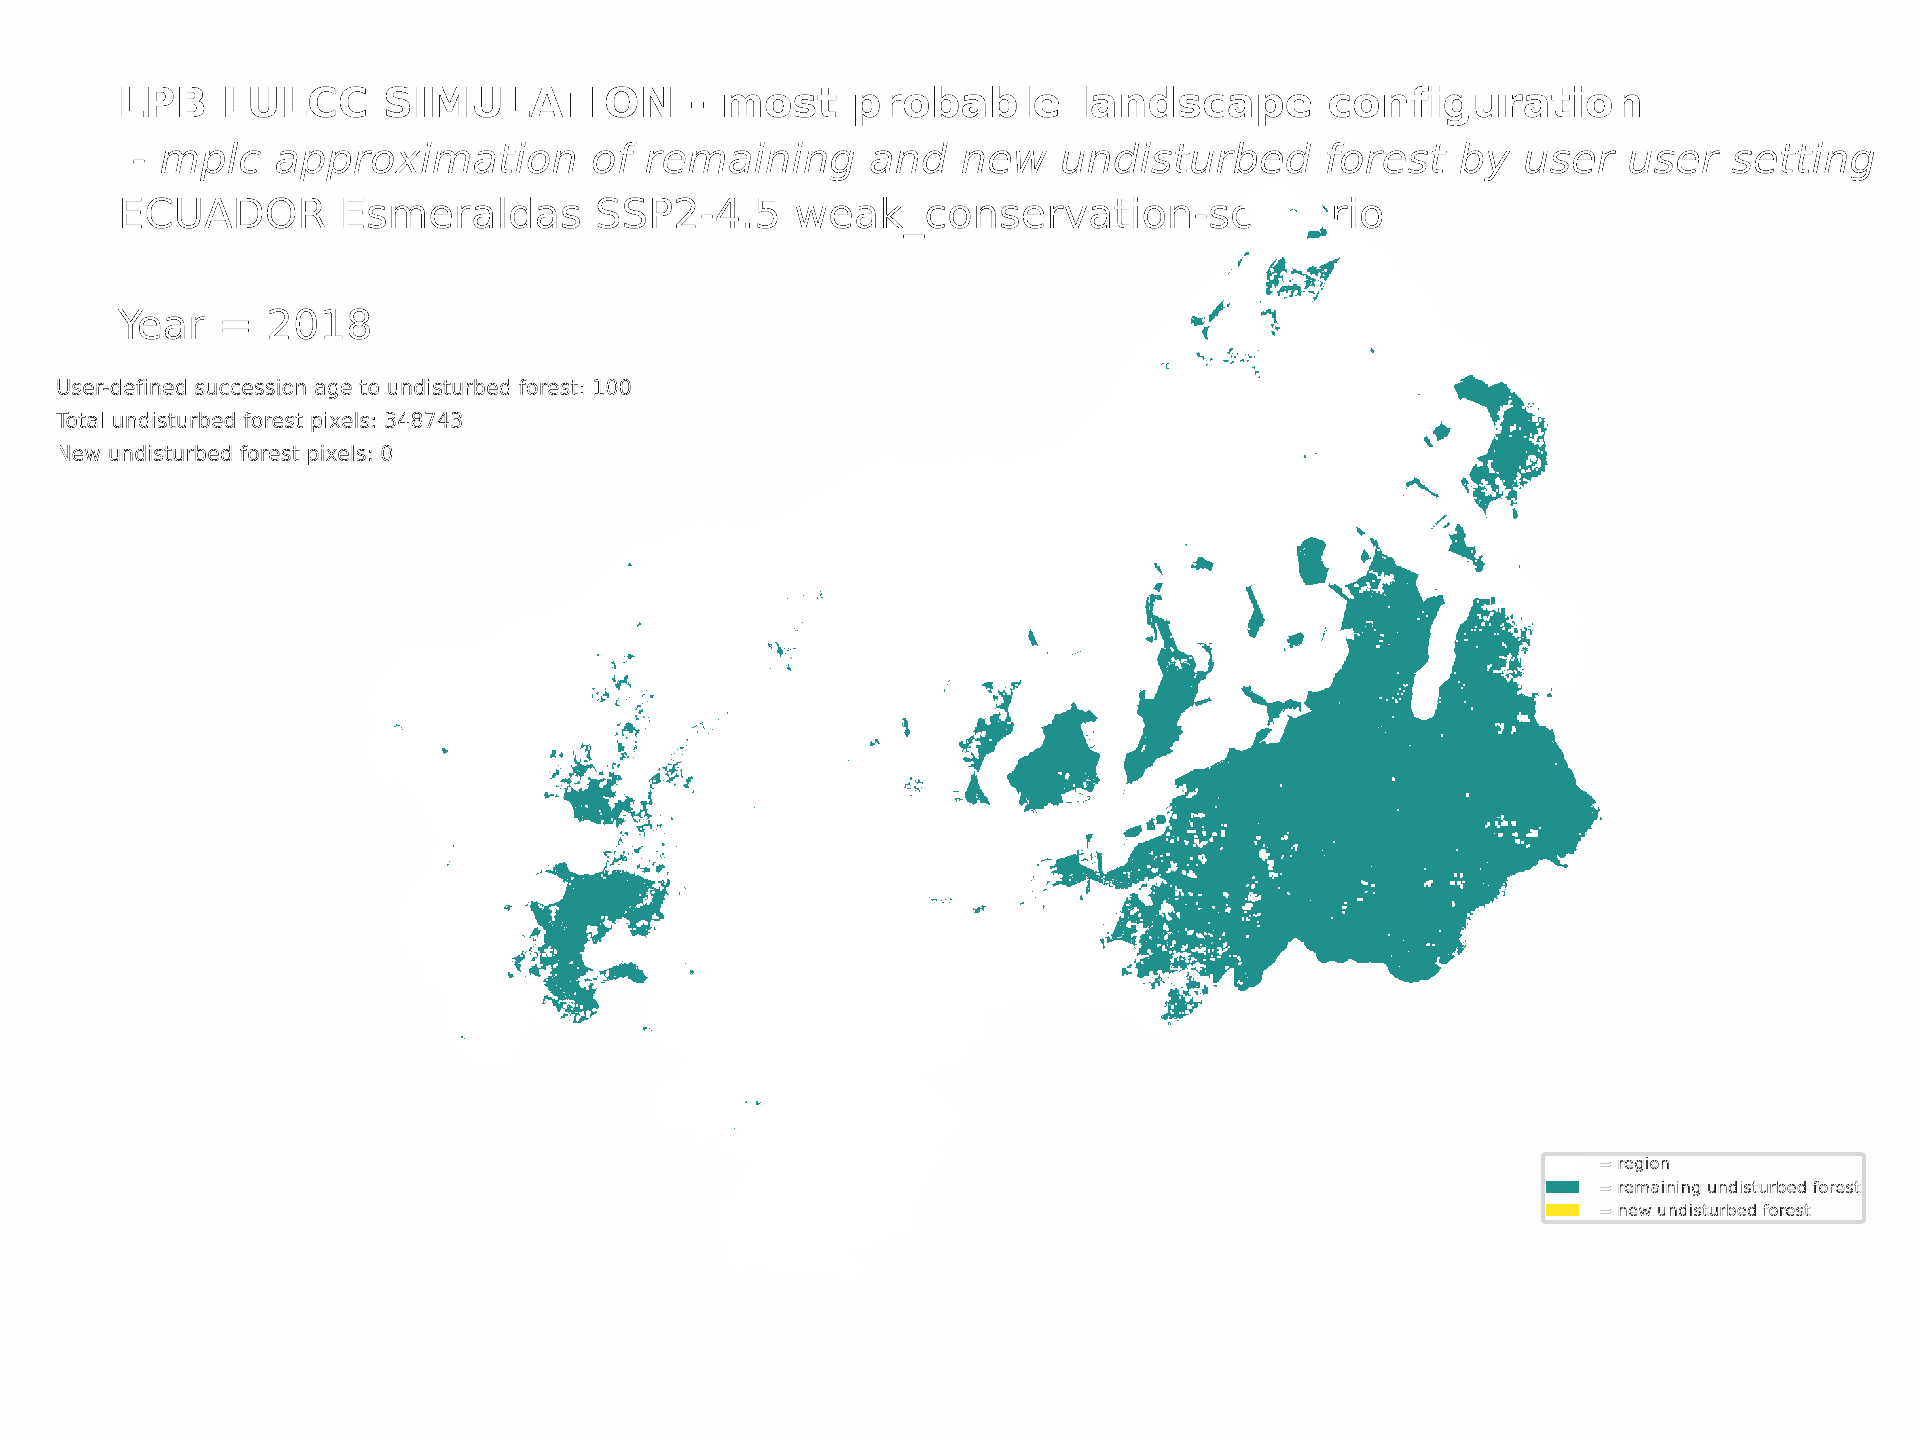 LPB LULCC SIMULATION - most probable landscape configuration
- mplc approximation of remaining and new undisturbed forest by user user setting
ECUADOR Esmeraldas SSP2-4.5 weak_conservation-sc rio
Year = 2018
User-defined succession age to undisturbed forest: 100
Total undisturbed forest pixels: 348743
New undisturbed forest pixels: 0
= region
= remaining undisturbed forest
= new undisturbed forest